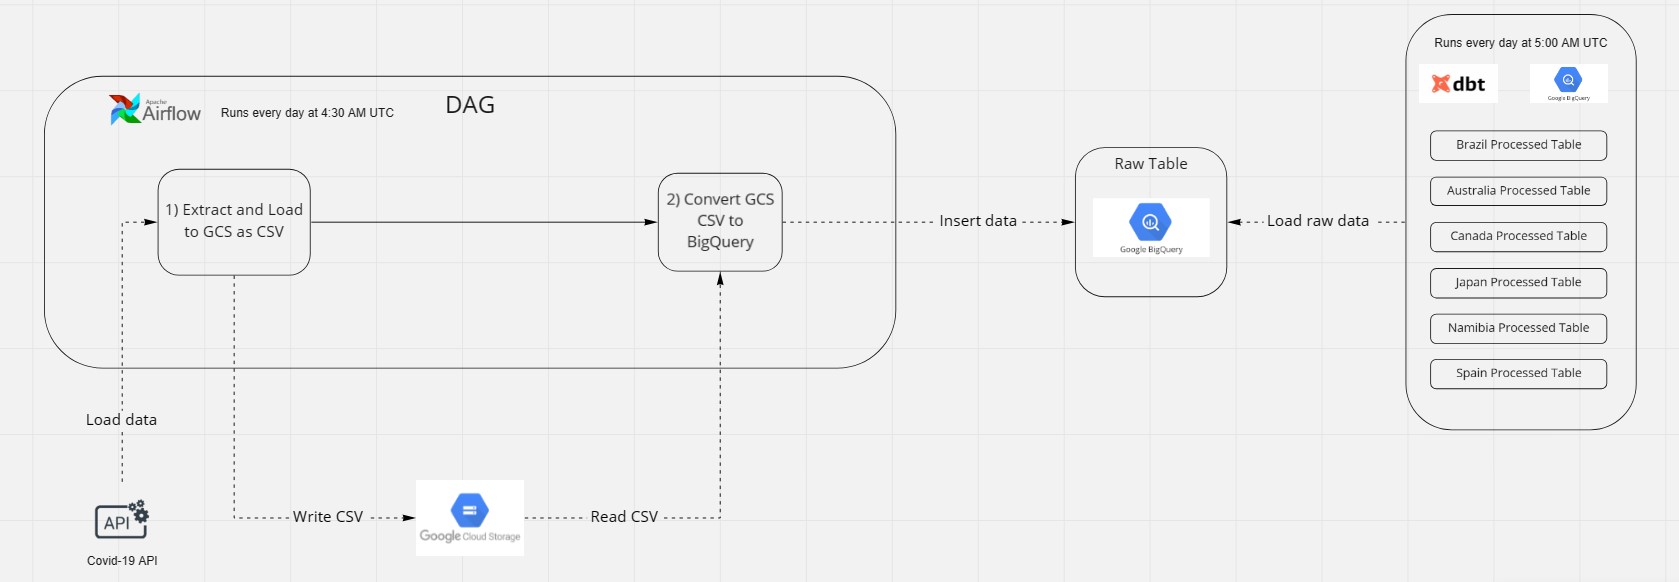 Apache
Airflow
Runs every day at 4:30 AM UTC
DAG
1) Extract and Load
to GCS as CSV
2) Convert GCS
CSV to
BigQuery
Insert data
Raw Table
Google BigQuery
Load raw data
Runs every day at 5:00 AM UTC
dbt
Google BigQuery
Brazil Processed Table
Australia Processed Table
Canada Processed Table
Japan Processed Table
Namibia Processed Table
Spain Processed Table
Load data
API
Covid-19 API
Write CSV
Google Cloud Storage
Read CSV